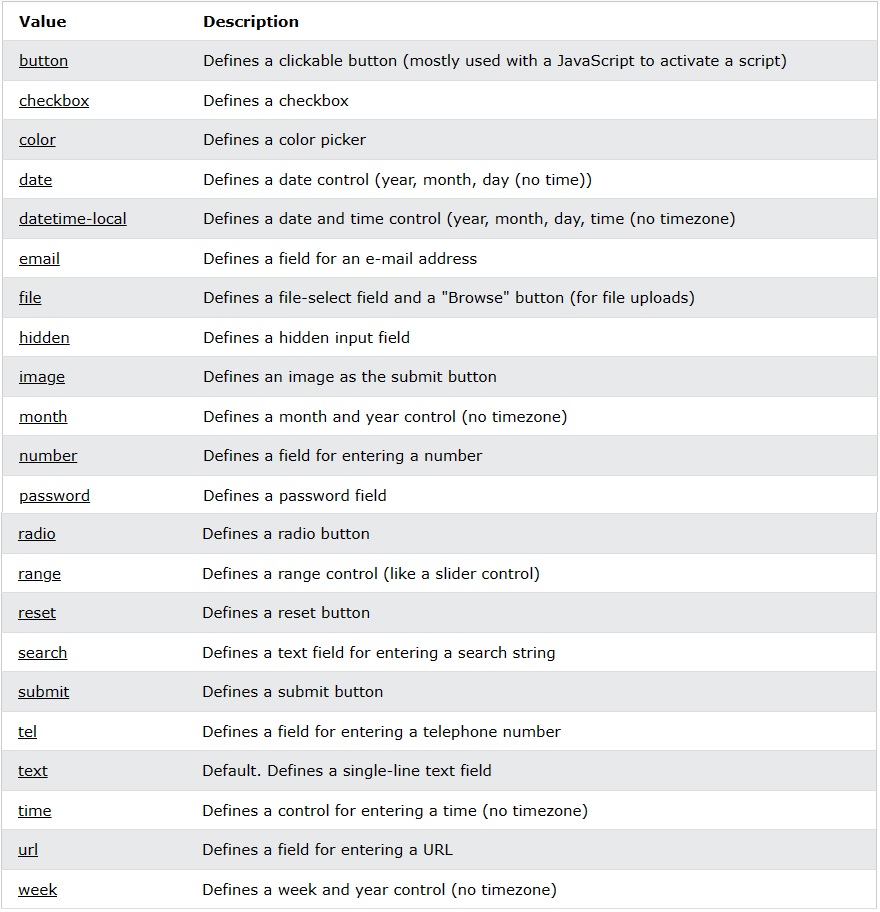 Value Description
button Defines a clickable button (mostly used with a JavaScript to activate a script)
checkbox Defines a checkbox
color Defines a color picker
date Defines a date control (year, month, day (no time))
datetime-local Defines a date and time control (year, month, day, time (no timezone)
email Defines a field for an e-mail address
file Defines a file-select field and a "Browse" button (for file uploads)
hidden Defines a hidden input field
image Defines an image as the submit button
month Defines a month and year control (no timezone)
number Defines a field for entering a number
password Defines a password field
radio Defines a radio button
range Defines a range control (like a slider control)
reset Defines a reset button
search Defines a text field for entering a search string
submit Defines a submit button
tel Defines a field for entering a telephone number
text Default. Defines a single-line text field
time Defines a control for entering a time (no timezone)
url Defines a field for entering a URL
week Defines a week and year control (no timezone)